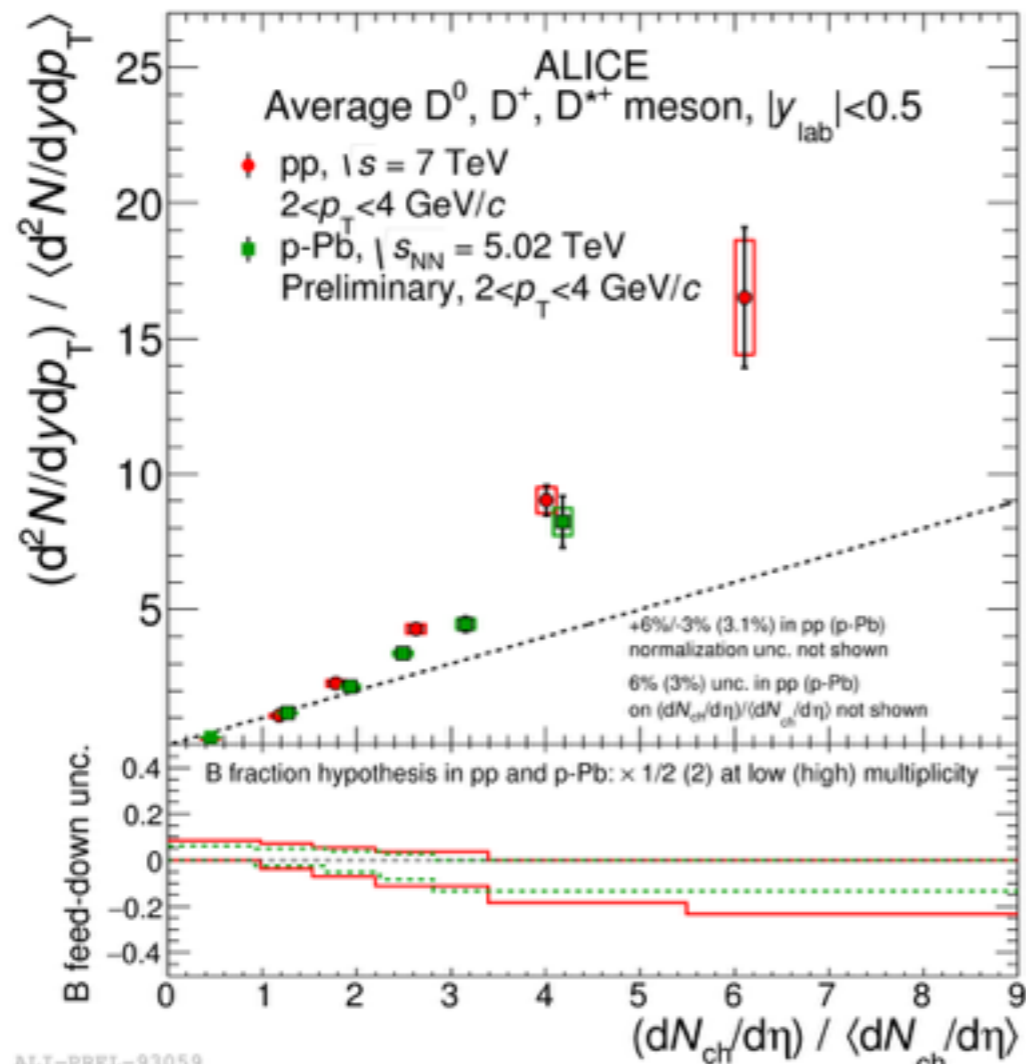 (d²N/dydp_T) / ⟨d²N/dydp_T⟩
25
20
15
10
5
ALICE
Average D⁰, D⁺, D*⁺ meson, |y_lab|<0.5
pp, √s = 7 TeV
2<p_T<4 GeV/c
p-Pb, √s_NN = 5.02 TeV
Preliminary, 2<p_T<4 GeV/c
+6%/-3% (3.1%) in pp (p-Pb)
normalization unc. not shown
6% (3%) unc. in pp (p-Pb)
on (dN_ch/dη)/⟨dN_ch/dη⟩ not shown
B feed-down unc.
0.4
0.2
0
−0.2
−0.4
B fraction hypothesis in pp and p-Pb: × 1/2 (2) at low (high) multiplicity
0 1 2 3 4 5 6 7 8 9
(dN_ch/dη) / ⟨dN_ch/dη⟩
ALI-PREL-93059